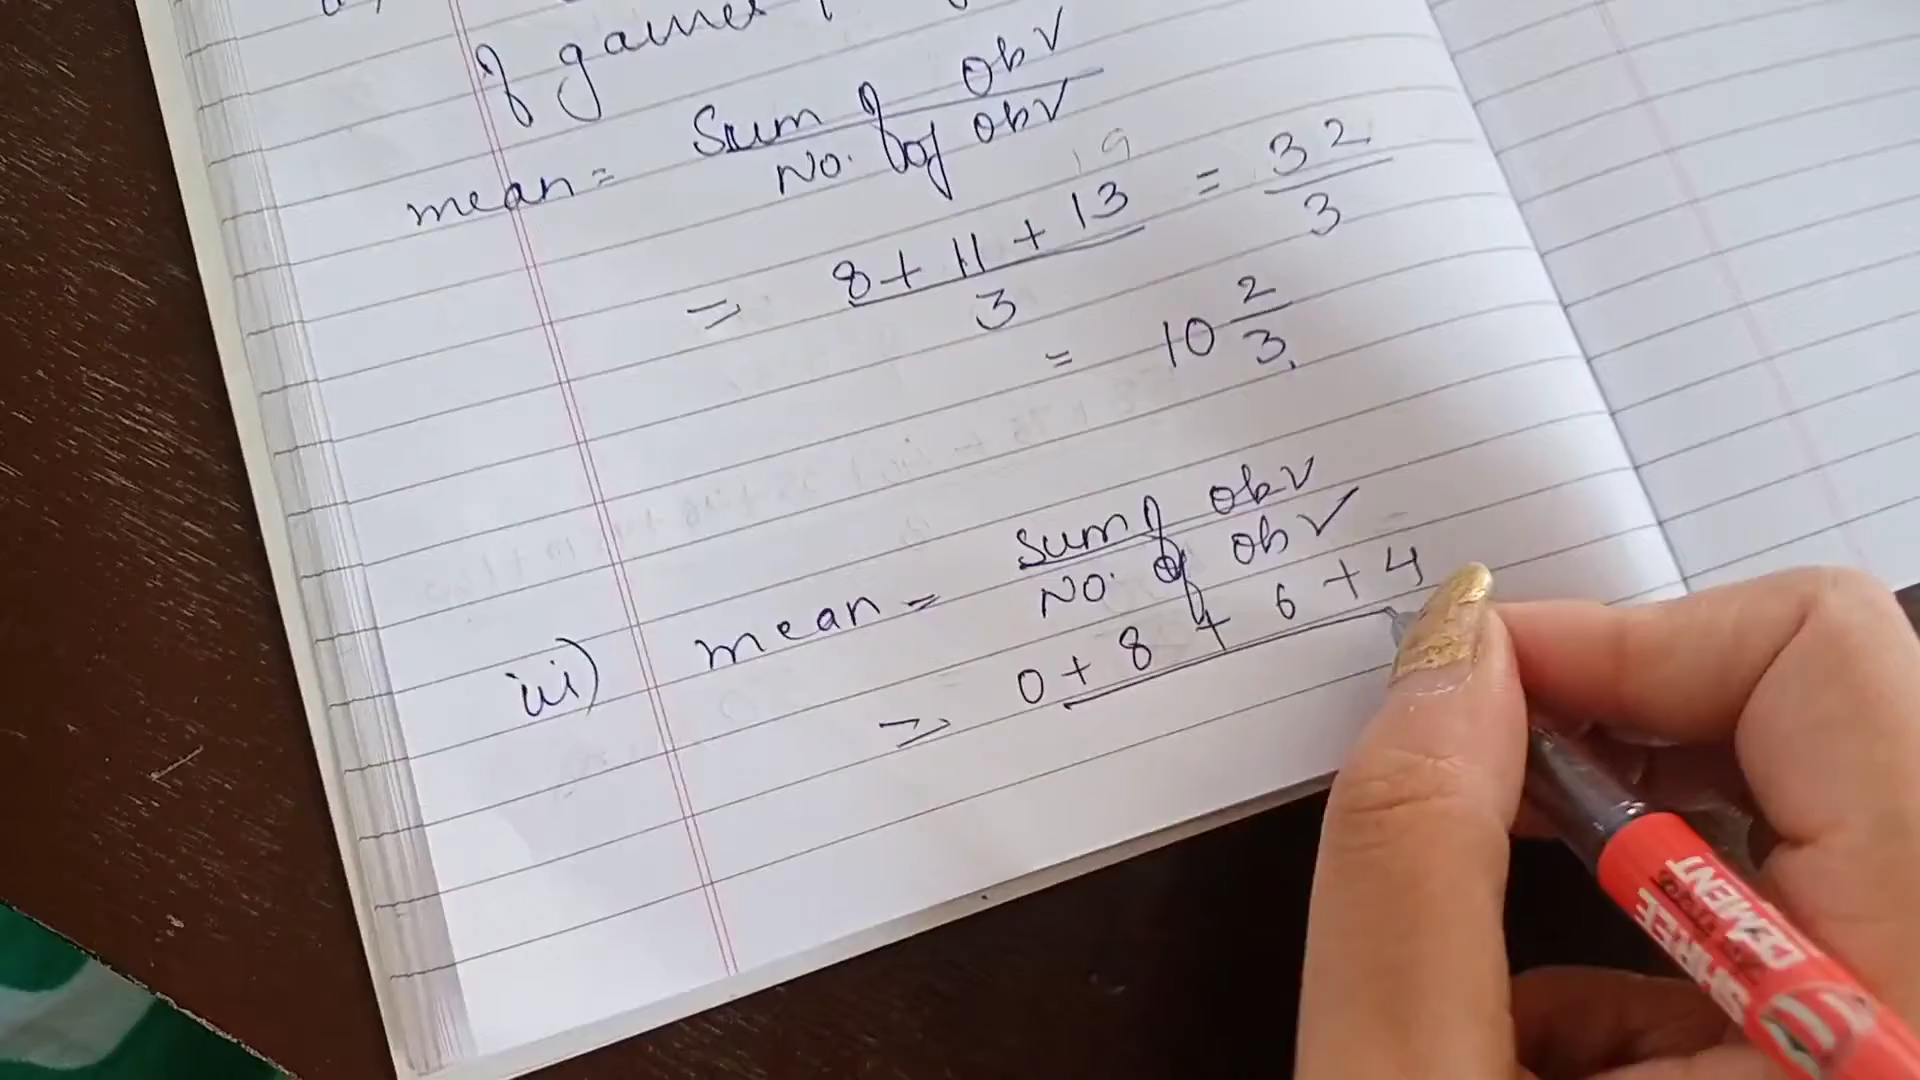 of games
mean = Sum of obv
No. of obv
= 8 + 11 + 13 = 32
3 3
= 10 2
3.
iii) mean = Sum of obv
No. of obv
= 0 + 8 + 6 + 4